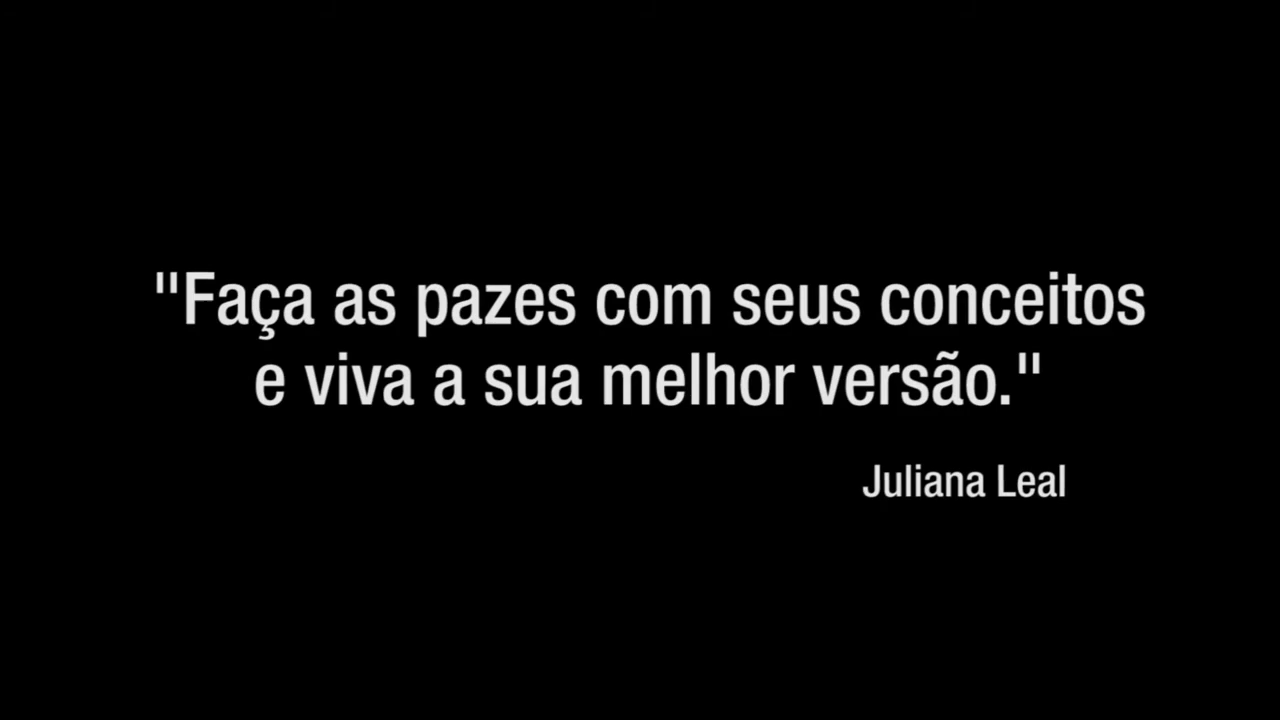 "Faça as pazes com seus conceitos
e viva a sua melhor versão."
Juliana Leal